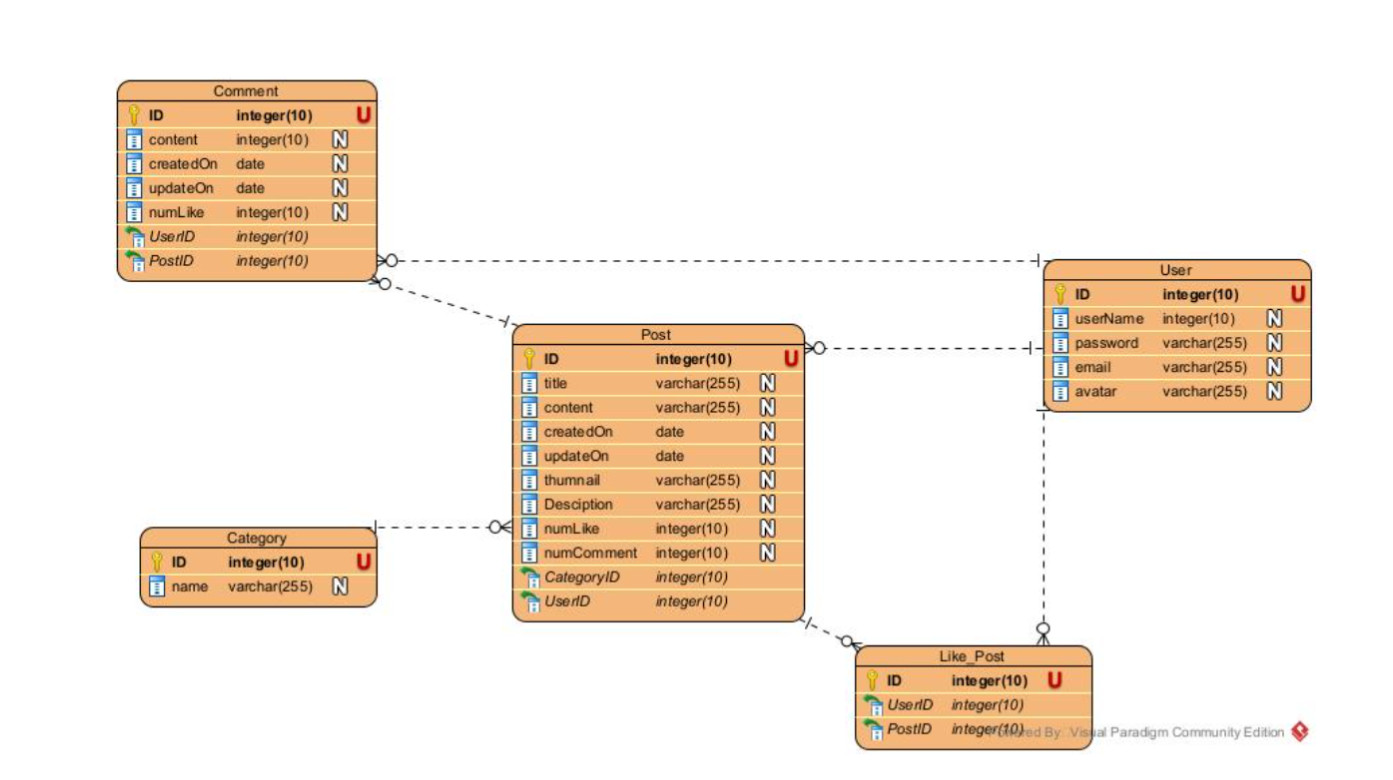 Comment
ID integer(10) U
content integer(10) N
createdOn date N
updateOn date N
numLike integer(10) N
UserID integer(10)
PostID integer(10)
User
ID integer(10) U
userName integer(10) N
password varchar(255) N
email varchar(255) N
avatar varchar(255) N
Post
ID integer(10) U
title varchar(255) N
content varchar(255) N
createdOn date N
updateOn date N
thumnail varchar(255) N
Desciption varchar(255) N
numLike integer(10) N
numComment integer(10) N
CategoryID integer(10)
UserID integer(10)
Category
ID integer(10) U
name varchar(255) N
Like_Post
ID integer(10) U
UserID integer(10)
PostID integer(10)
Powered By Visual Paradigm Community Edition